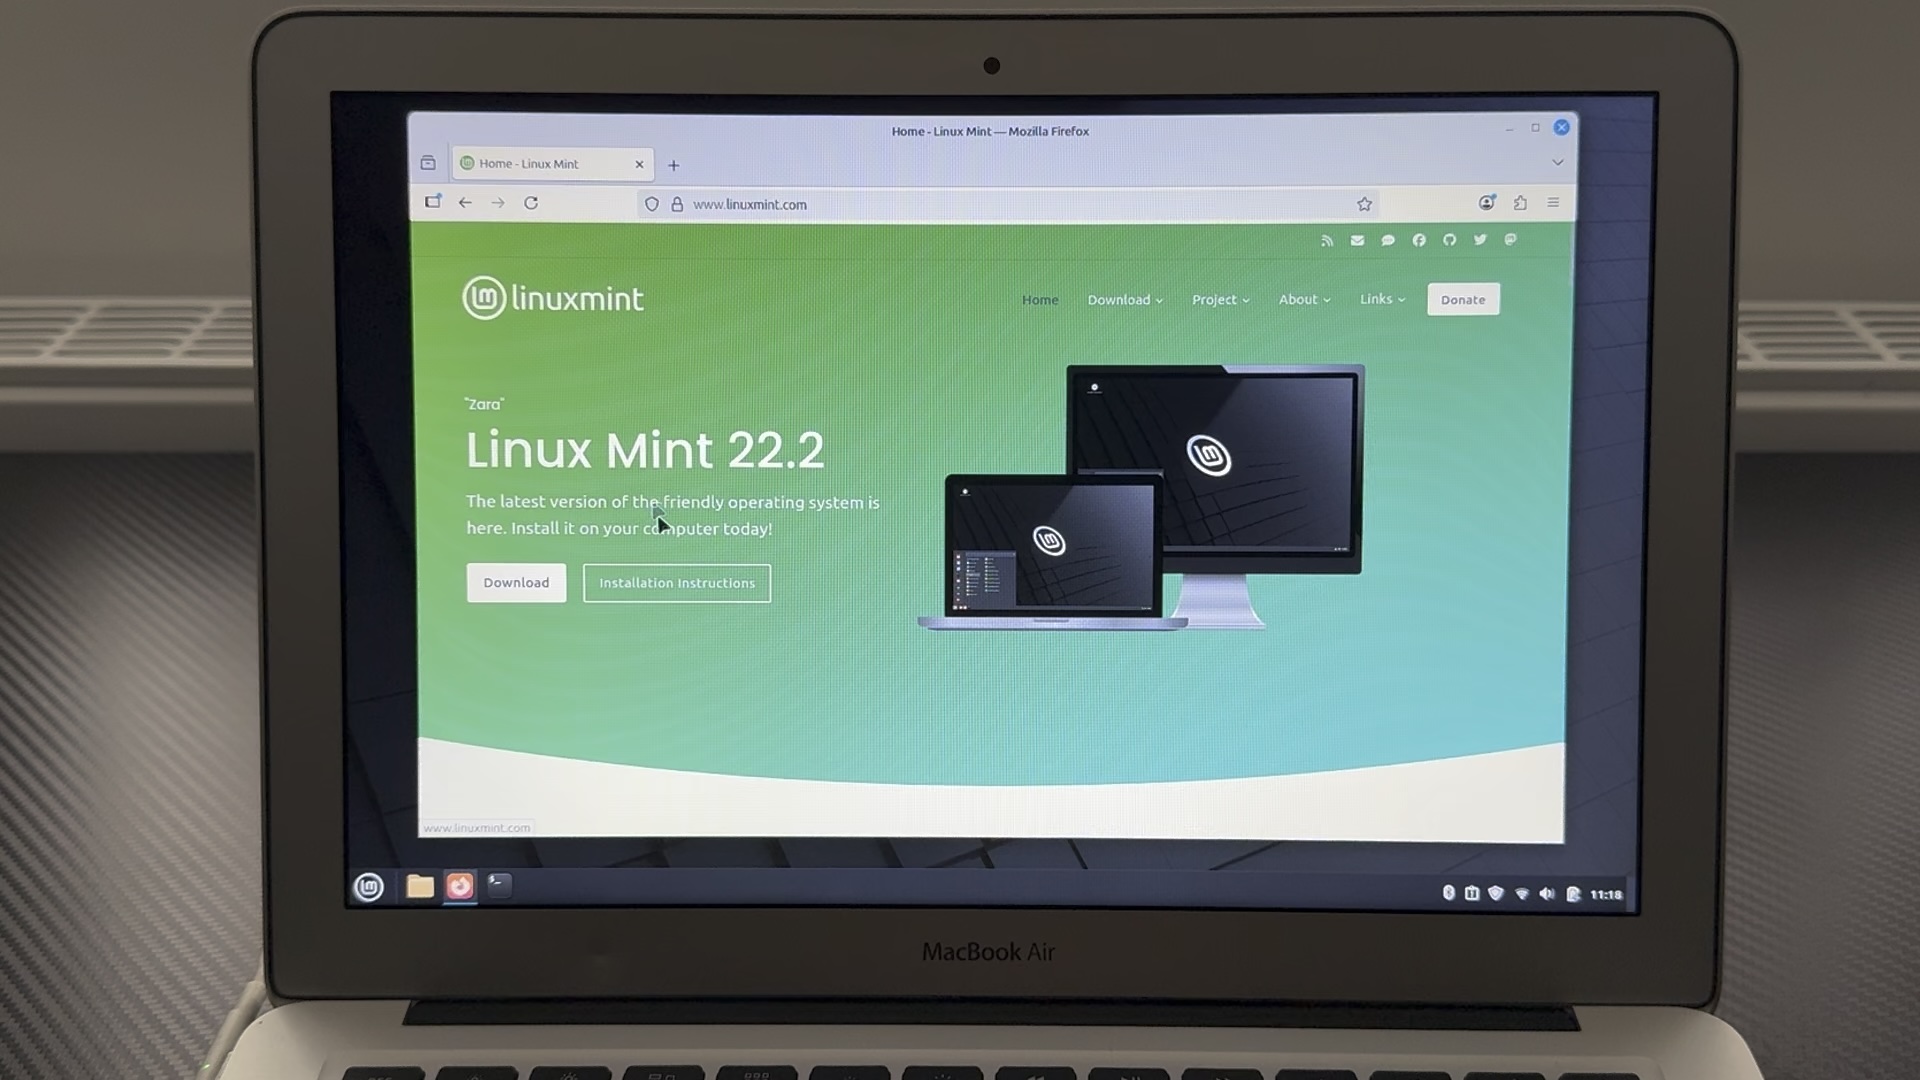 Home - Linux Mint — Mozilla Firefox
Home - Linux Mint
www.linuxmint.com
linuxmint
Home Download Project About Links Donate
"Zara"
Linux Mint 22.2
The latest version of the friendly operating system is
here. Install it on your computer today!
Download Installation Instructions
www.linuxmint.com
11:18
MacBook Air